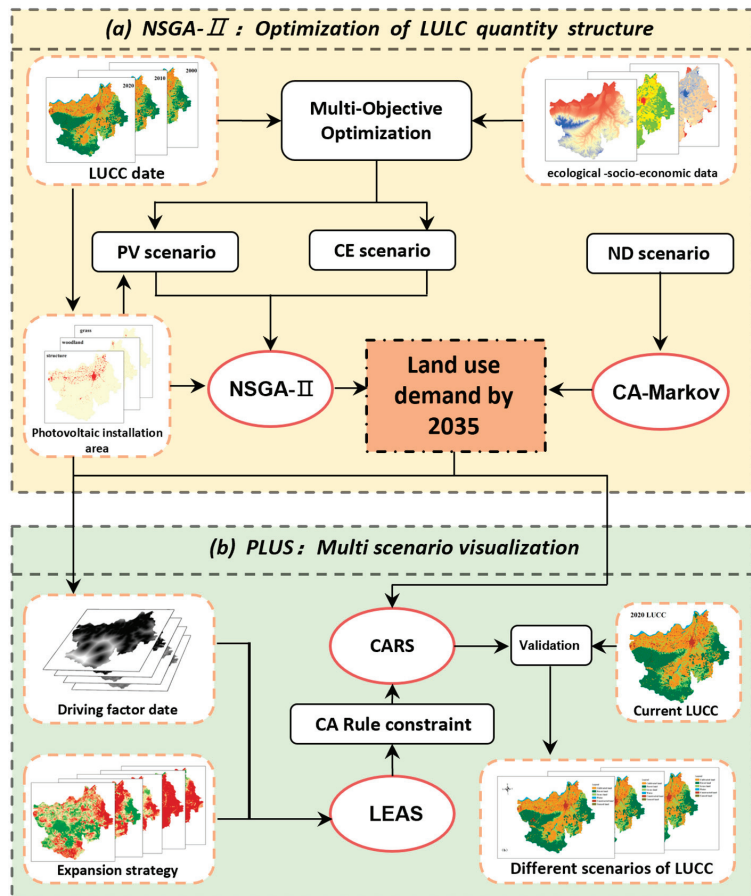 (a) NSGA-Ⅱ: Optimization of LULC quantity structure
2020
2010
2000
LUCC date
Multi-Objective
Optimization
ecological -socio-economic data
PV scenario
CE scenario
ND scenario
grass
woodland
structure
Photovoltaic installation
area
NSGA-Ⅱ
Land use
demand by
2035
CA-Markov
(b) PLUS: Multi scenario visualization
Driving factor date
CARS
Validation
2020 LUCC
Current LUCC
CA Rule constraint
Expansion strategy
LEAS
Different scenarios of LUCC